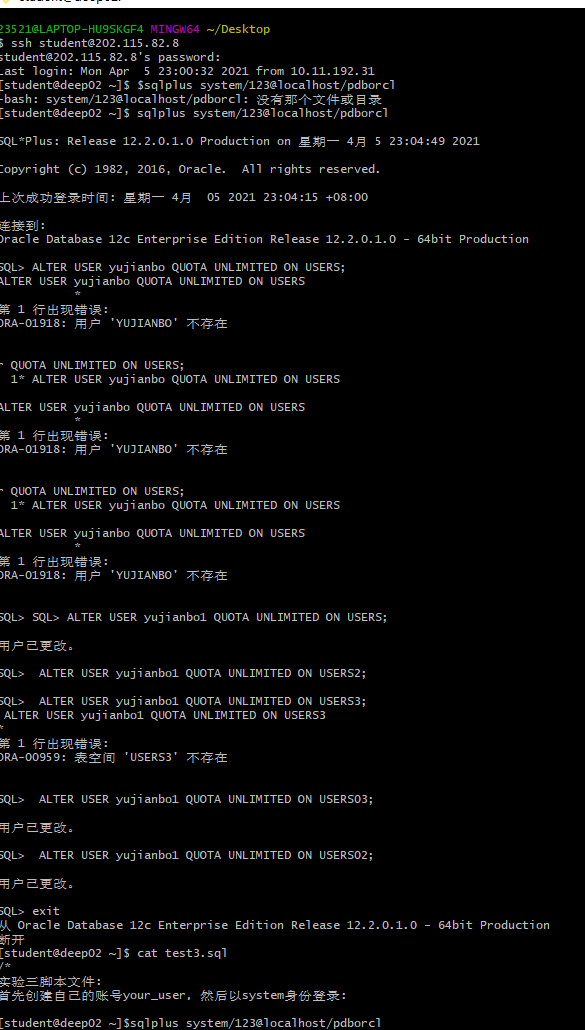 23521@LAPTOP-HU9SKGF4 MINGW64 ~/Desktop
$ ssh student@202.115.82.8
student@202.115.82.8's password:
Last login: Mon Apr  5 23:00:32 2021 from 10.11.192.31
[student@deep02 ~]$ $sqlplus system/123@localhost/pdborcl
-bash: system/123@localhost/pdborcl: 没有那个文件或目录
[student@deep02 ~]$ sqlplus system/123@localhost/pdborcl
SQL*Plus: Release 12.2.0.1.0 Production on 星期一 4月 5 23:04:49 2021
Copyright (c) 1982, 2016, Oracle.  All rights reserved.
上次成功登录时间: 星期一 4月  05 2021 23:04:15 +08:00
连接到:
Oracle Database 12c Enterprise Edition Release 12.2.0.1.0 - 64bit Production
SQL> ALTER USER yujianbo QUOTA UNLIMITED ON USERS;
ALTER USER yujianbo QUOTA UNLIMITED ON USERS
*
第 1 行出现错误:
ORA-01918: 用户 'YUJIANBO' 不存在
r QUOTA UNLIMITED ON USERS;
1* ALTER USER yujianbo QUOTA UNLIMITED ON USERS
ALTER USER yujianbo QUOTA UNLIMITED ON USERS
*
第 1 行出现错误:
ORA-01918: 用户 'YUJIANBO' 不存在
r QUOTA UNLIMITED ON USERS;
1* ALTER USER yujianbo QUOTA UNLIMITED ON USERS
ALTER USER yujianbo QUOTA UNLIMITED ON USERS
*
第 1 行出现错误:
ORA-01918: 用户 'YUJIANBO' 不存在
SQL> SQL> ALTER USER yujianbo1 QUOTA UNLIMITED ON USERS;
用户已更改。
SQL>  ALTER USER yujianbo1 QUOTA UNLIMITED ON USERS2;
SQL>  ALTER USER yujianbo1 QUOTA UNLIMITED ON USERS3;
ALTER USER yujianbo1 QUOTA UNLIMITED ON USERS3
*
第 1 行出现错误:
ORA-00959: 表空间 'USERS3' 不存在
SQL>  ALTER USER yujianbo1 QUOTA UNLIMITED ON USERS03;
用户已更改。
SQL>  ALTER USER yujianbo1 QUOTA UNLIMITED ON USERS02;
用户已更改。
SQL> exit
从 Oracle Database 12c Enterprise Edition Release 12.2.0.1.0 - 64bit Production
断开
[student@deep02 ~]$ cat test3.sql
/*
实验三脚本文件:
首先创建自己的账号your_user, 然后以system身份登录:
[student@deep02 ~]$sqlplus system/123@localhost/pdborcl